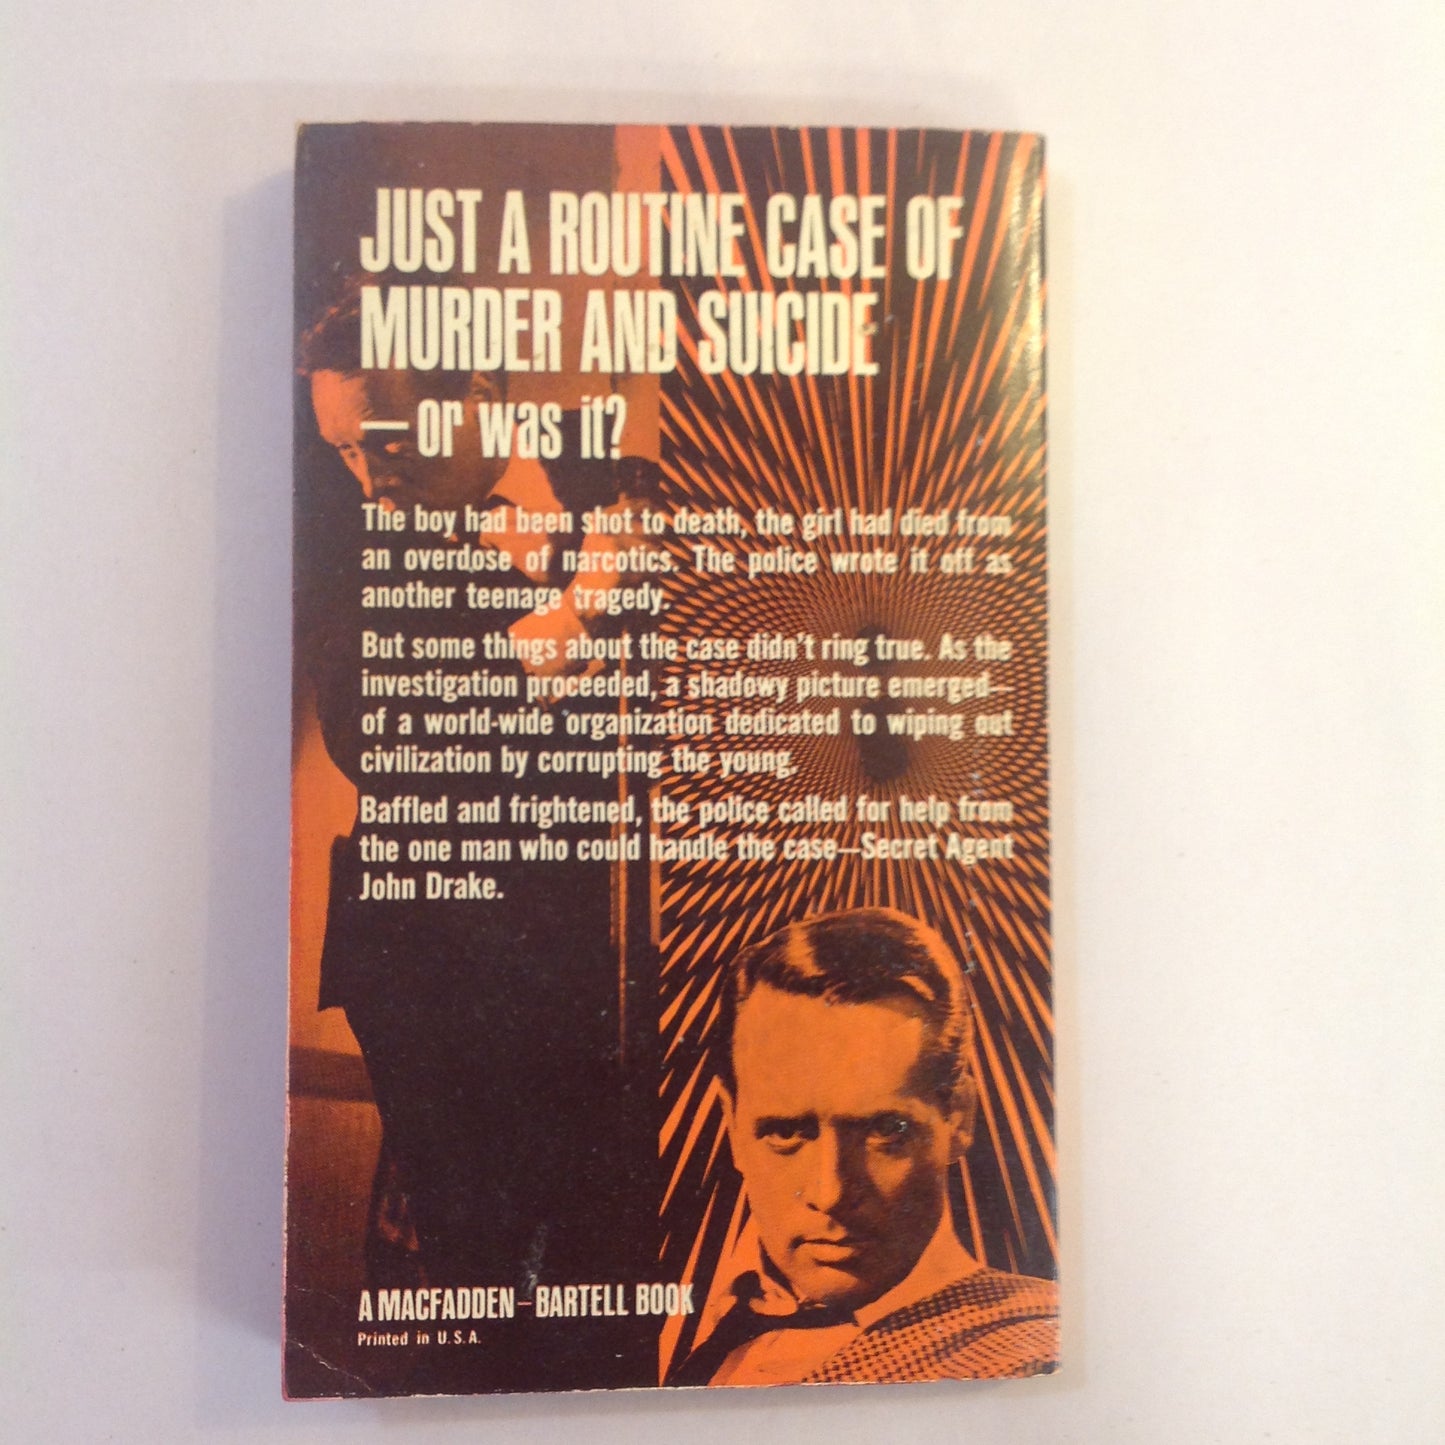 JUST A ROUTINE CASE OF
MURDER AND SUICIDE
—or was it?
The boy had been shot to death, the girl had died from
an overdose of narcotics. The police wrote it off as
another teenage tragedy.
But some things about the case didn't ring true. As the
investigation proceeded, a shadowy picture emerged—
of a world-wide organization dedicated to wiping out
civilization by corrupting the young.
Baffled and frightened, the police called for help from
the one man who could handle the case—Secret Agent
John Drake.
A MACFADDEN–BARTELL BOOK
Printed in U.S.A.